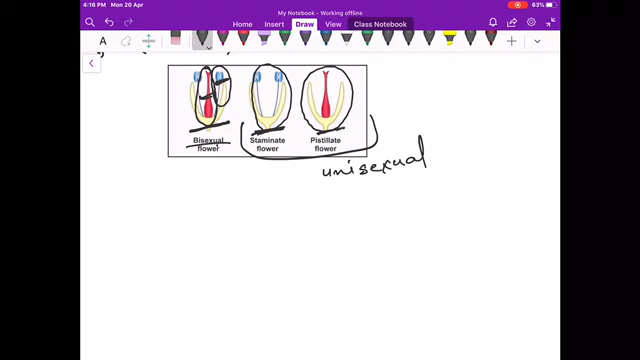 4:16 PM Mon 20 Apr
My Notebook - Working offline
63%
Home Insert Draw View Class Notebook
A
Bisexual flower
Staminate flower
Pistillate flower
unisexual